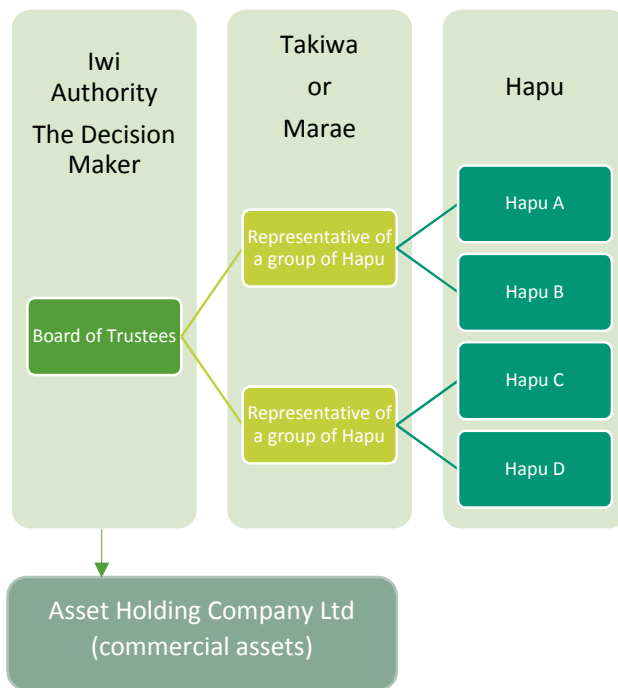 Iwi
Authority
The Decision
Maker
Board of Trustees
Takiwa
or
Marae
Representative of
a group of Hapu
Representative of
a group of Hapu
Hapu
Hapu A
Hapu B
Hapu C
Hapu D
Asset Holding Company Ltd
(commercial assets)